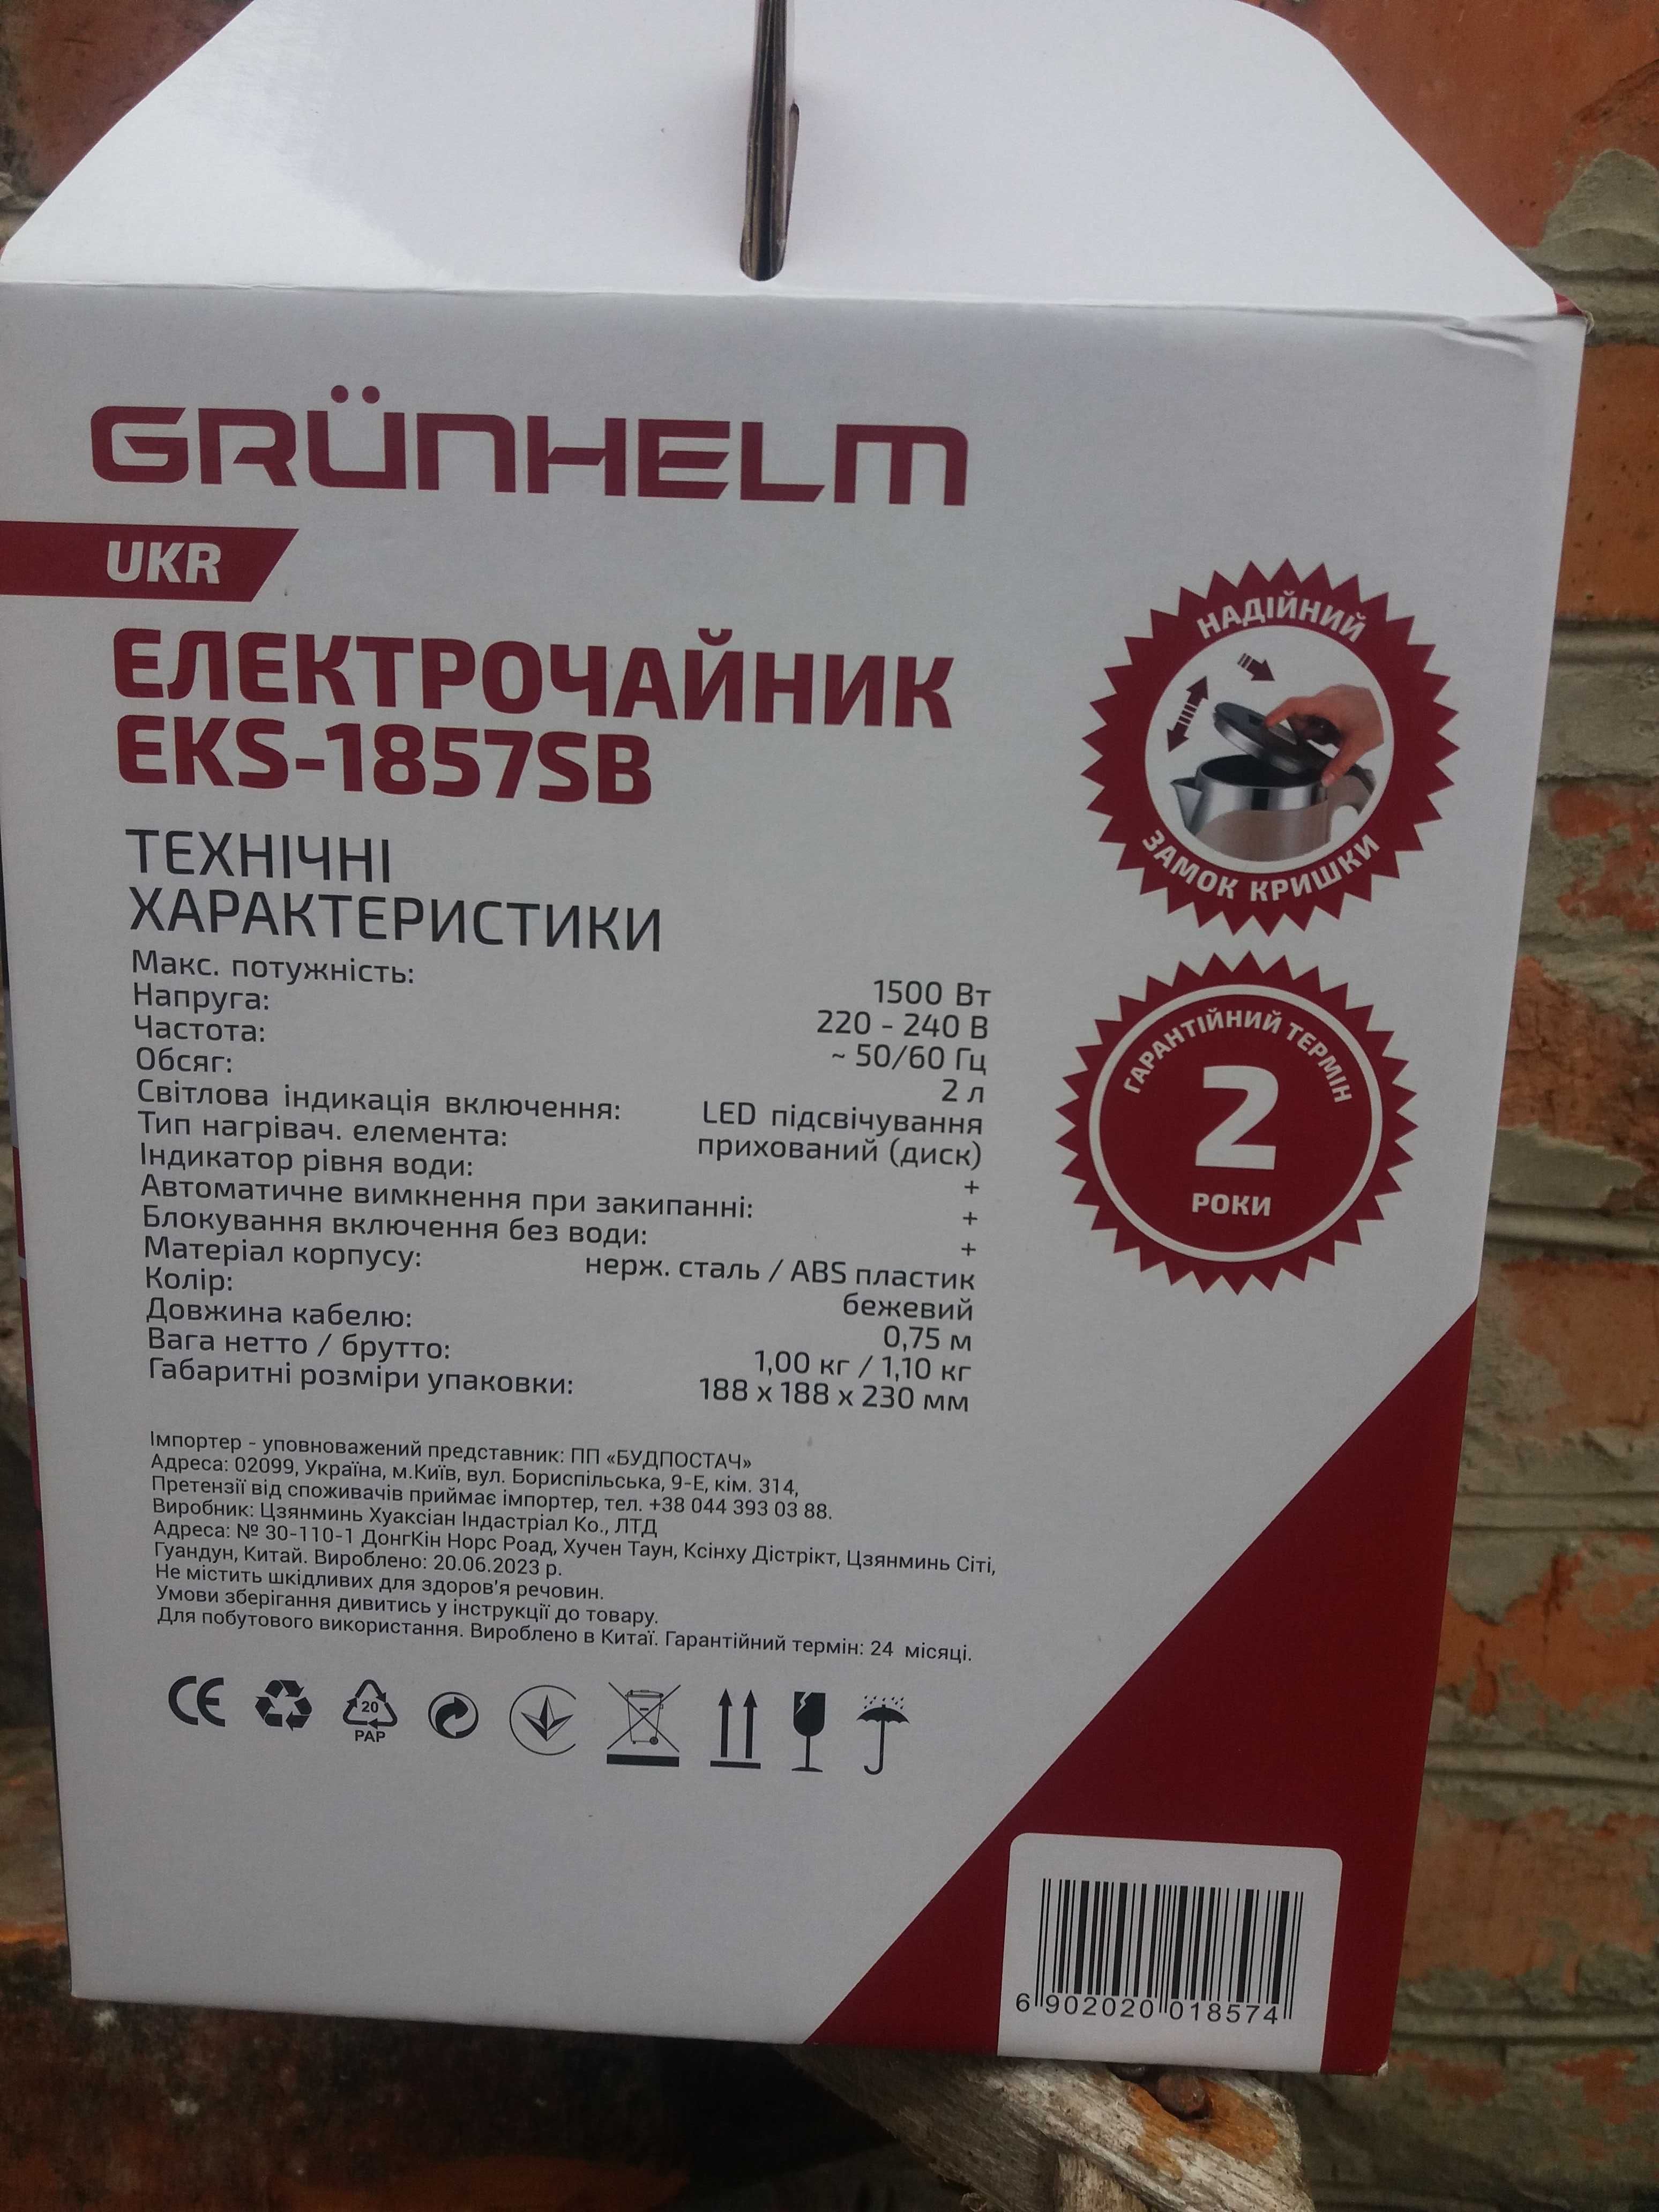 GRÜNHELM
UKR
ЕЛЕКТРОЧАЙНИК
EKS-1857SB
НАДІЙНИЙ
ЗАМОК КРИШКИ
ТЕХНІЧНІ
ХАРАКТЕРИСТИКИ
Макс. потужність: 1500 Вт
Напруга: 220 - 240 В
Частота: ~ 50/60 Гц
Обсяг: 2 л
Світлова індикація включення: LED підсвічування
Тип нагрівач. елемента: прихований (диск)
Індикатор рівня води: +
Автоматичне вимкнення при закипанні: +
Блокування включення без води: +
Матеріал корпусу: нерж. сталь / ABS пластик
Колір: бежевий
Довжина кабелю: 0,75 м
Вага нетто / брутто: 1,00 кг / 1,10 кг
Габаритні розміри упаковки: 188 x 188 x 230 мм
ГАРАНТІЙНИЙ ТЕРМІН
2
РОКИ
Імпортер - уповноважений представник: ПП «БУДПОСТАЧ»
Адреса: 02099, Україна, м.Київ, вул. Бориспільська, 9-Е, кім. 314,
Претензії від споживачів приймає імпортер, тел. +38 044 393 03 88.
Виробник: Цзянминь Хуаксіан Індастріал Ко., ЛТД
Адреса: № 30-110-1 ДонгКін Норс Роад, Хучен Таун, Ксінху Дістрікт, Цзянминь Сіті,
Гуандун, Китай. Вироблено: 20.06.2023 р.
Не містить шкідливих для здоров'я речовин.
Умови зберігання дивитись у інструкції до товару.
Для побутового використання. Вироблено в Китаї. Гарантійний термін: 24 місяці.
CE
20
PAP
6 902020 018574